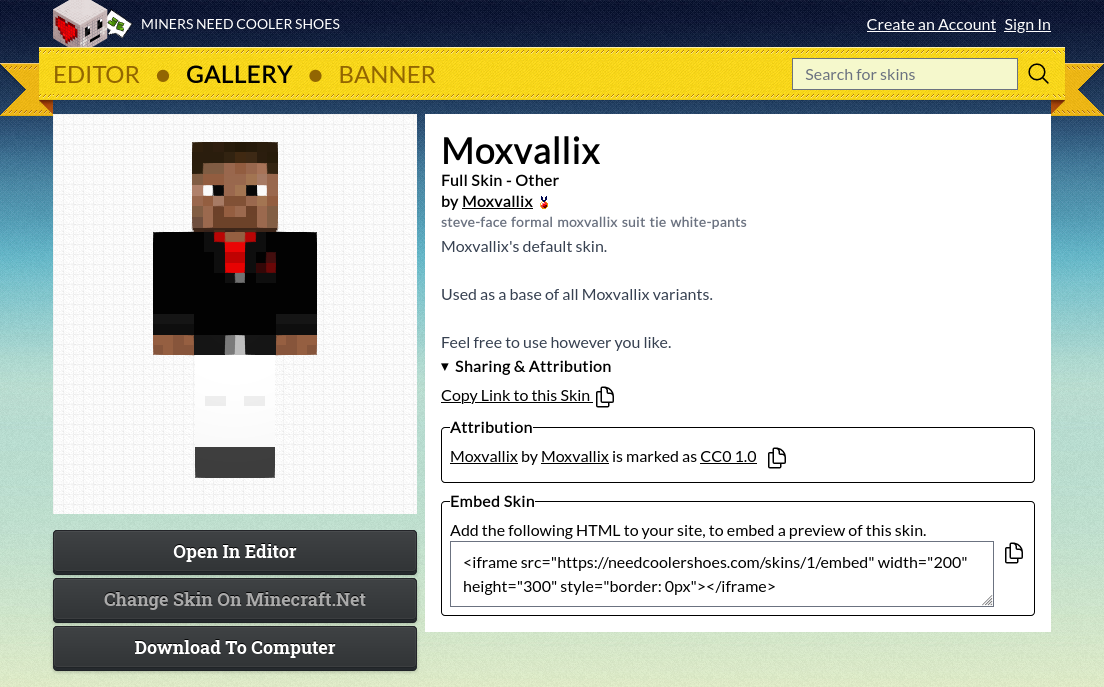 MINERS NEED COOLER SHOES
Create an Account Sign In
EDITOR • GALLERY • BANNER
Search for skins
Moxvallix
Full Skin - Other
by Moxvallix
steve-face formal moxvallix suit tie white-pants
Moxvallix's default skin.
Used as a base of all Moxvallix variants.
Feel free to use however you like.
▼ Sharing & Attribution
Copy Link to this Skin
Attribution
Moxvallix by Moxvallix is marked as CC0 1.0
Embed Skin
Add the following HTML to your site, to embed a preview of this skin.
<iframe src="https://needcoolershoes.com/skins/1/embed" width="200"
height="300" style="border: 0px"></iframe>
Open In Editor
Change Skin On Minecraft.Net
Download To Computer